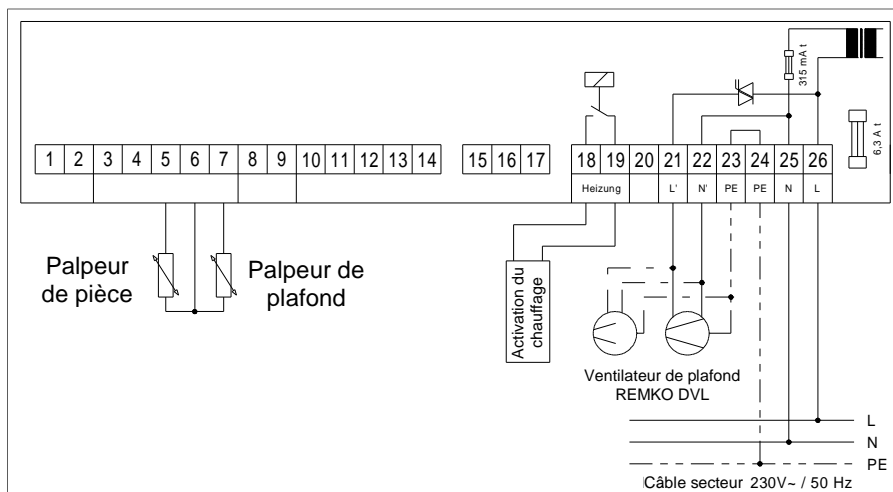 315 mA t
6,3 A t
1 2 3 4 5 6 7 8 9 10 11 12 13 14 15 16 17 18 19 20 21 22 23 24 25 26
Heizung L' N' PE PE N L
Palpeur
de pièce
Palpeur de
plafond
Activation du
chauffage
Ventilateur de plafond
REMKO DVL
L
N
PE
Câble secteur 230V~ / 50 Hz